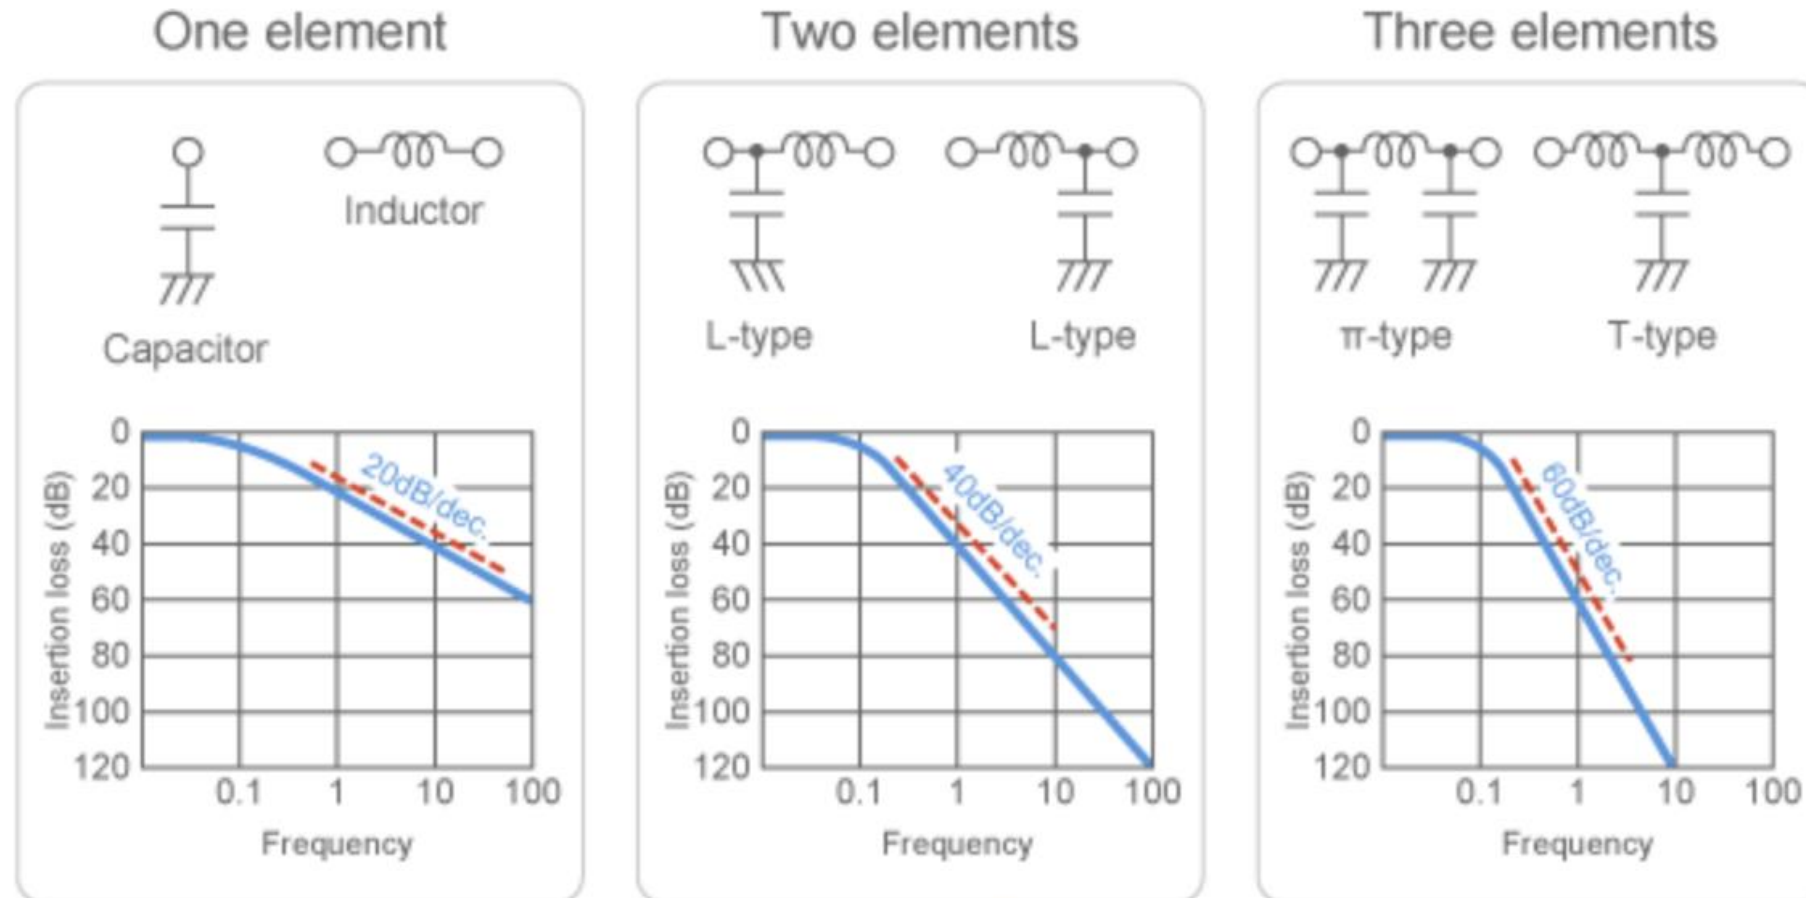 One element
Capacitor
Inductor
Insertion loss (dB)
0
20
40
60
80
100
120
20dB/dec.
0.1 1 10 100
Frequency
Two elements
L-type
L-type
Insertion loss (dB)
0
20
40
60
80
100
120
40dB/dec.
0.1 1 10 100
Frequency
Three elements
π-type
T-type
Insertion loss (dB)
0
20
40
60
80
100
120
60dB/dec.
0.1 1 10 100
Frequency